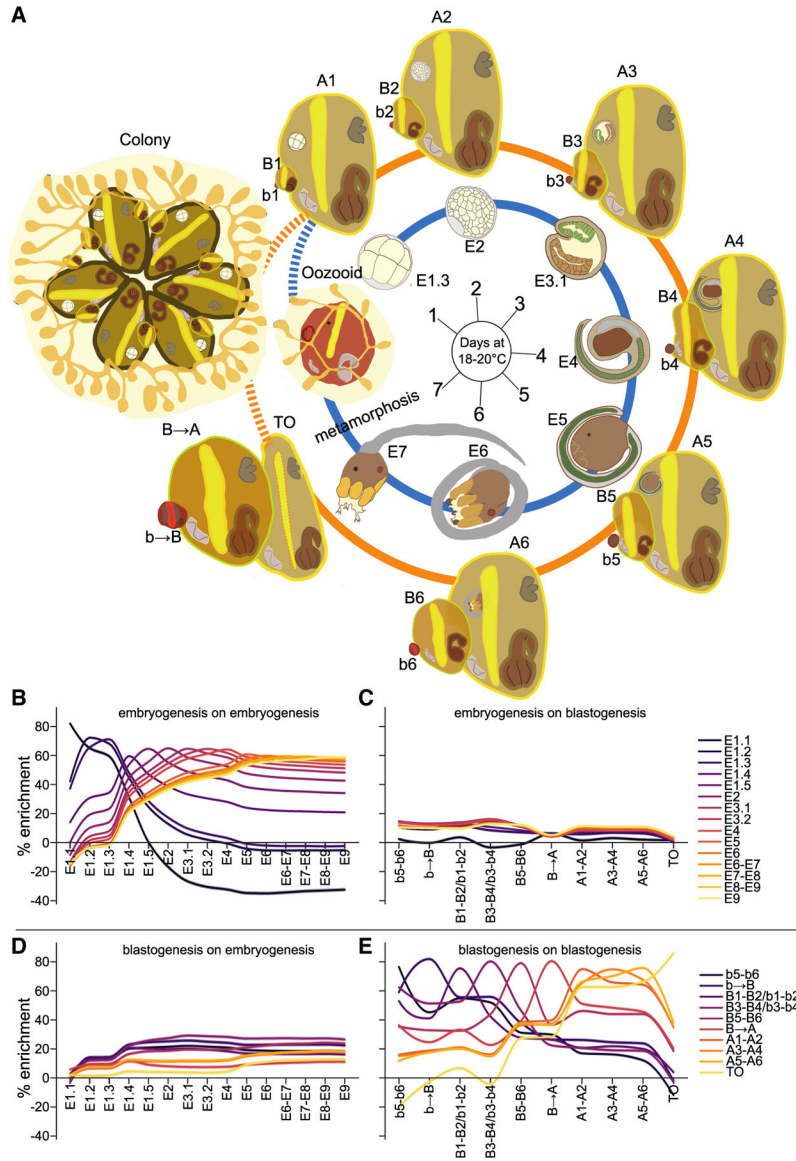 A
Colony
A1
A2
A3
A4
A5
A6
B1
b1
B2
b2
B3
b3
B4
b4
B5
b5
B6
b6
Oozooid
E1.3
E2
E3.1
E4
E5
E6
E7
metamorphosis
1
2
3
4
5
6
7
Days at
18-20°C
B→A
TO
b→B
B
embryogenesis on embryogenesis
% enrichment
80
60
40
20
0
-40
E1.1
E1.2
E1.3
E1.4
E1.5
E2
E3.1
E3.2
E4
E5
E6
E6-E7
E7-E8
E8-E9
E9
C
embryogenesis on blastogenesis
b5-b6
b→B
B1-B2/b1-b2
B3-B4/b3-b4
B5-B6
B→A
A1-A2
A3-A4
A5-A6
TO
E1.1
E1.2
E1.3
E1.4
E1.5
E2
E3.1
E3.2
E4
E5
E6
E6-E7
E7-E8
E8-E9
E9
D
blastogenesis on embryogenesis
% enrichment
80
60
40
20
0
-40
E1.1
E1.2
E1.3
E1.4
E1.5
E2
E3.1
E3.2
E4
E5
E6
E6-E7
E7-E8
E8-E9
E9
E
blastogenesis on blastogenesis
b5-b6
b→B
B1-B2/b1-b2
B3-B4/b3-b4
B5-B6
B→A
A1-A2
A3-A4
A5-A6
TO
b5-b6
b→B
B1-B2/b1-b2
B3-B4/b3-b4
B5-B6
B→A
A1-A2
A3-A4
A5-A6
TO